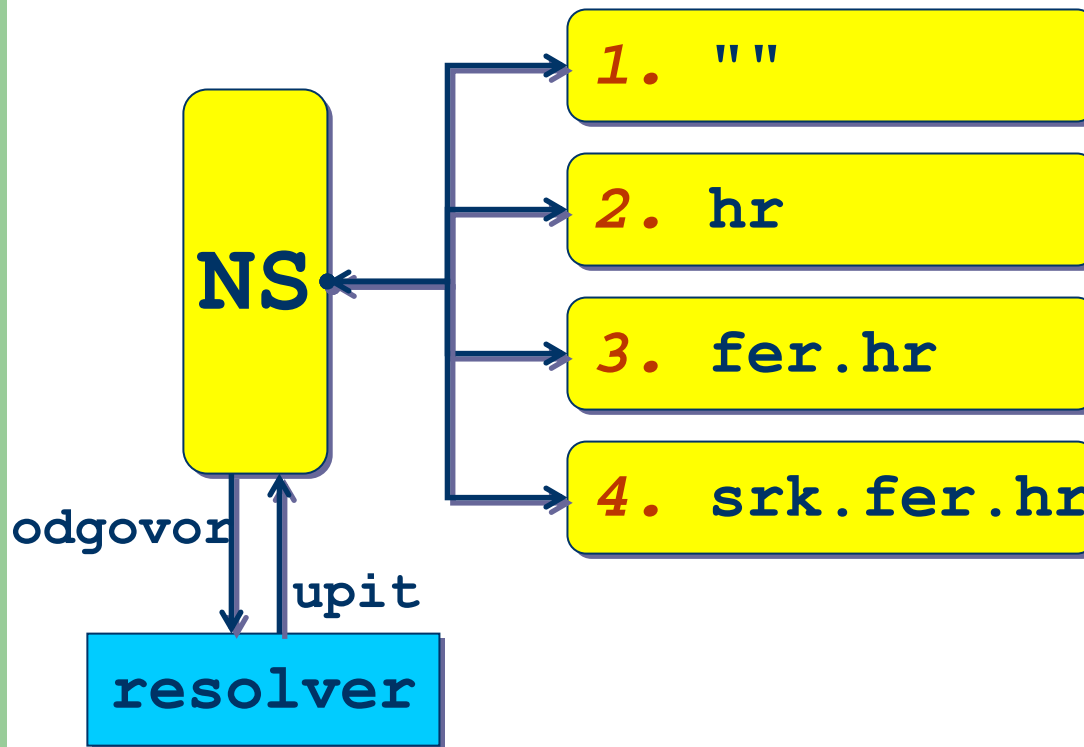 1. ""
2. hr
NS
3. fer.hr
4. srk.fer.hr
odgovor
upit
resolver